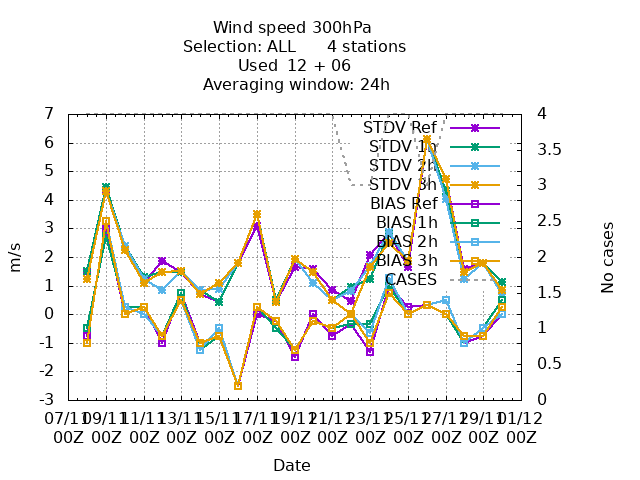 Wind speed 300hPa
Selection: ALL 4 stations
Used 12 + 06
Averaging window: 24h
7
6
5
4
3
2
1
0
-1
-2
-3
m/s
4
3.5
3
2.5
2
1.5
1
0.5
0
No cases
STDV Ref
STDV 1h
STDV 2h
STDV 3h
BIAS Ref
BIAS 1h
BIAS 2h
BIAS 3h
CASES
07/11 09/11 11/11 13/11 15/11 17/11 19/11 21/11 23/11 25/11 27/11 29/11 01/12
00Z 00Z 00Z 00Z 00Z 00Z 00Z 00Z 00Z 00Z 00Z 00Z 00Z
Date